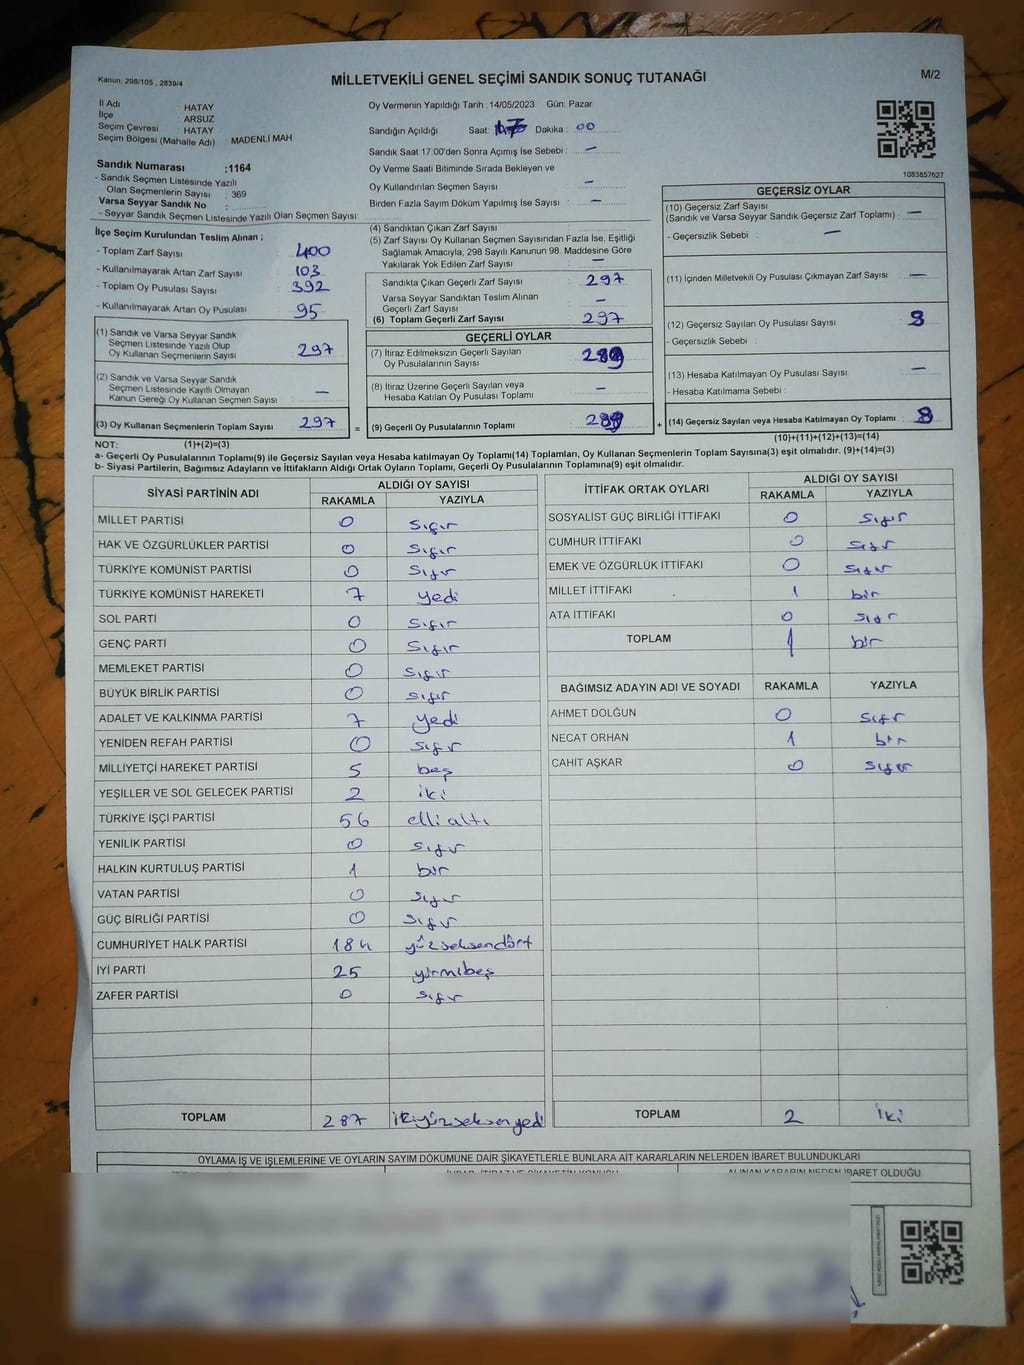 Kanun: 298/105 , 2839/4
MİLLETVEKİLİ GENEL SEÇİMİ SANDIK SONUÇ TUTANAĞI
M/2
İl Adı : HATAY
İlçe : ARSUZ
Seçim Çevresi : HATAY
Seçim Bölgesi (Mahalle Adı) : MADENLİ MAH
Sandık Numarası :1164
- Sandık Seçmen Listesinde Yazılı
Olan Seçmenlerin Sayısı : 369
Varsa Seyyar Sandık No :
- Seyyar Sandık Seçmen Listesinde Yazılı Olan Seçmen Sayısı:
Oy Vermenin Yapıldığı Tarih :14/05/2023 Gün: Pazar
Sandığın Açıldığı Saat: Dakika : 00
Sandık Saat 17:00'den Sonra Açımış İse Sebebi : –
Oy Verme Saati Bitiminde Sırada Bekleyen ve
Oy Kullandırılan Seçmen Sayısı –
Birden Fazla Sayım Döküm Yapılmış İse Sayısı : –
1083857627
İlçe Seçim Kurulundan Teslim Alınan ;
- Toplam Zarf Sayısı : 400
- Kullanılmayarak Artan Zarf Sayısı : 103
- Toplam Oy Pusulası Sayısı : 392
- Kullanılmayarak Artan Oy Pusulası : 95
(1) Sandık ve Varsa Seyyar Sandık
Seçmen Listesinde Yazılı Olup
Oy Kullanan Seçmenlerin Sayısı : 297
(2) Sandık ve Varsa Seyyar Sandık
Seçmen Listesinde Kayıtlı Olmayan
Kanun Gereği Oy Kullanan Seçmen Sayısı : –
(3) Oy Kullanan Seçmenlerin Toplam Sayısı : 297 =
(4) Sandıktan Çıkan Zarf Sayısı
(5) Zarf Sayısı Oy Kullanan Seçmen Sayısından Fazla İse, Eşitliği
Sağlamak Amacıyla, 298 Sayılı Kanunun 98. Maddesine Göre
Yakılarak Yok Edilen Zarf Sayısı : –
Sandıkta Çıkan Geçerli Zarf Sayısı : 297
Varsa Seyyar Sandıktan Teslim Alınan
Geçerli Zarf Sayısı : –
(6) Toplam Geçerli Zarf Sayısı : 297
GEÇERLİ OYLAR
(7) İtiraz Edilmeksizin Geçerli Sayılan
Oy Pusulalarının Sayısı : 289
(8) İtiraz Üzerine Geçerli Sayılan veya
Hesaba Katılan Oy Pusulası Toplamı : –
(9) Geçerli Oy Pusulalarının Toplamı : 289 +
GEÇERSİZ OYLAR
(10) Geçersiz Zarf Sayısı
(Sandık ve Varsa Seyyar Sandık Geçersiz Zarf Toplamı) : –
- Geçersizlik Sebebi : –
(11) İçinden Milletvekili Oy Pusulası Çıkmayan Zarf Sayısı : –
(12) Geçersiz Sayılan Oy Pusulası Sayısı : 8
- Geçersizlik Sebebi :
(13) Hesaba Katılmayan Oy Pusulası Sayısı : –
- Hesaba Katılmama Sebebi :
(14) Geçersiz Sayılan veya Hesaba Katılmayan Oy Toplamı : 8
NOT: (1)+(2)=(3)
(10)+(11)+(12)+(13)=(14)
a- Geçerli Oy Pusulalarının Toplamı(9) ile Geçersiz Sayılan veya Hesaba katılmayan Oy Toplamı(14) Toplamları, Oy Kullanan Seçmenlerin Toplam Sayısına(3) eşit olmalıdır. (9)+(14)=(3)
b- Siyasi Partilerin, Bağımsız Adayların ve İttifakların Aldığı Ortak Oyların Toplamı, Geçerli Oy Pusulalarının Toplamına(9) eşit olmalıdır.
SİYASİ PARTİNİN ADI
ALDIĞI OY SAYISI
RAKAMLA YAZIYLA
MİLLET PARTİSİ 0 sıfır
HAK VE ÖZGÜRLÜKLER PARTİSİ 0 sıfır
TÜRKİYE KOMÜNİST PARTİSİ 0 sıfır
TÜRKİYE KOMÜNİST HAREKETİ 7 yedi
SOL PARTİ 0 sıfır
GENÇ PARTİ 0 sıfır
MEMLEKET PARTİSİ 0 sıfır
BÜYÜK BİRLİK PARTİSİ 0 sıfır
ADALET VE KALKINMA PARTİSİ 7 yedi
YENİDEN REFAH PARTİSİ 0 sıfır
MİLLİYETÇİ HAREKET PARTİSİ 5 beş
YEŞİLLER VE SOL GELECEK PARTİSİ 2 iki
TÜRKİYE İŞÇİ PARTİSİ 56 elli altı
YENİLİK PARTİSİ 0 sıfır
HALKIN KURTULUŞ PARTİSİ 1 bir
VATAN PARTİSİ 0 sıfır
GÜÇ BİRLİĞİ PARTİSİ 0 sıfır
CUMHURİYET HALK PARTİSİ 184 yüzseksendört
İYİ PARTİ 25 yirmibeş
ZAFER PARTİSİ 0 sıfır
TOPLAM 287 ikiyüzseksenyedi
İTTİFAK ORTAK OYLARI
ALDIĞI OY SAYISI
RAKAMLA YAZIYLA
SOSYALİST GÜÇ BİRLİĞİ İTTİFAKI 0 sıfır
CUMHUR İTTİFAKI 0 sıfır
EMEK VE ÖZGÜRLÜK İTTİFAKI 0 sıfır
MİLLET İTTİFAKI 1 bir
ATA İTTİFAKI 0 sıfır
TOPLAM 1 bir
BAĞIMSIZ ADAYIN ADI VE SOYADI RAKAMLA YAZIYLA
AHMET DOLĞUN 0 sıfır
NECAT ORHAN 1 bir
CAHİT AŞKAR 0 sıfır
TOPLAM 2 iki
OYLAMA İŞ VE İŞLEMLERİNE VE OYLARIN SAYIM DÖKÜMÜNE DAİR ŞİKAYETLERLE BUNLARA AİT KARARLARIN NELERDEN İBARET BULUNDUKLARI
ALINAN KARARIN NEDEN İBARET OLDUĞU